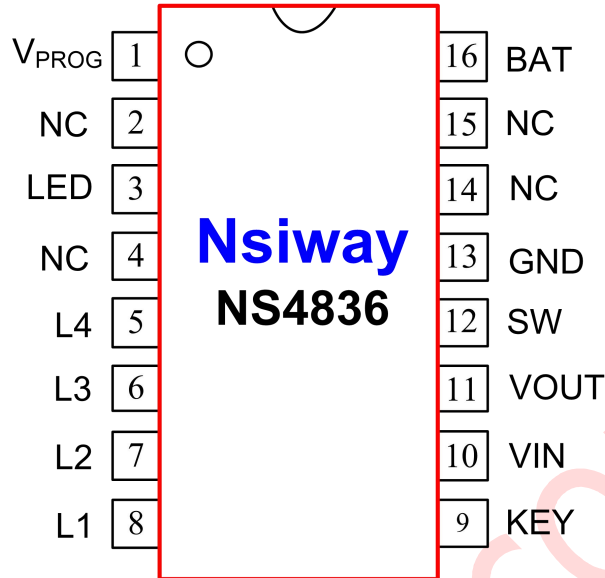 VPROG 1 16 BAT
NC 2 15 NC
LED 3 14 NC
Nsiway
NC 4 13 GND
NS4836
L4 5 12 SW
L3 6 11 VOUT
L2 7 10 VIN
L1 8 9 KEY